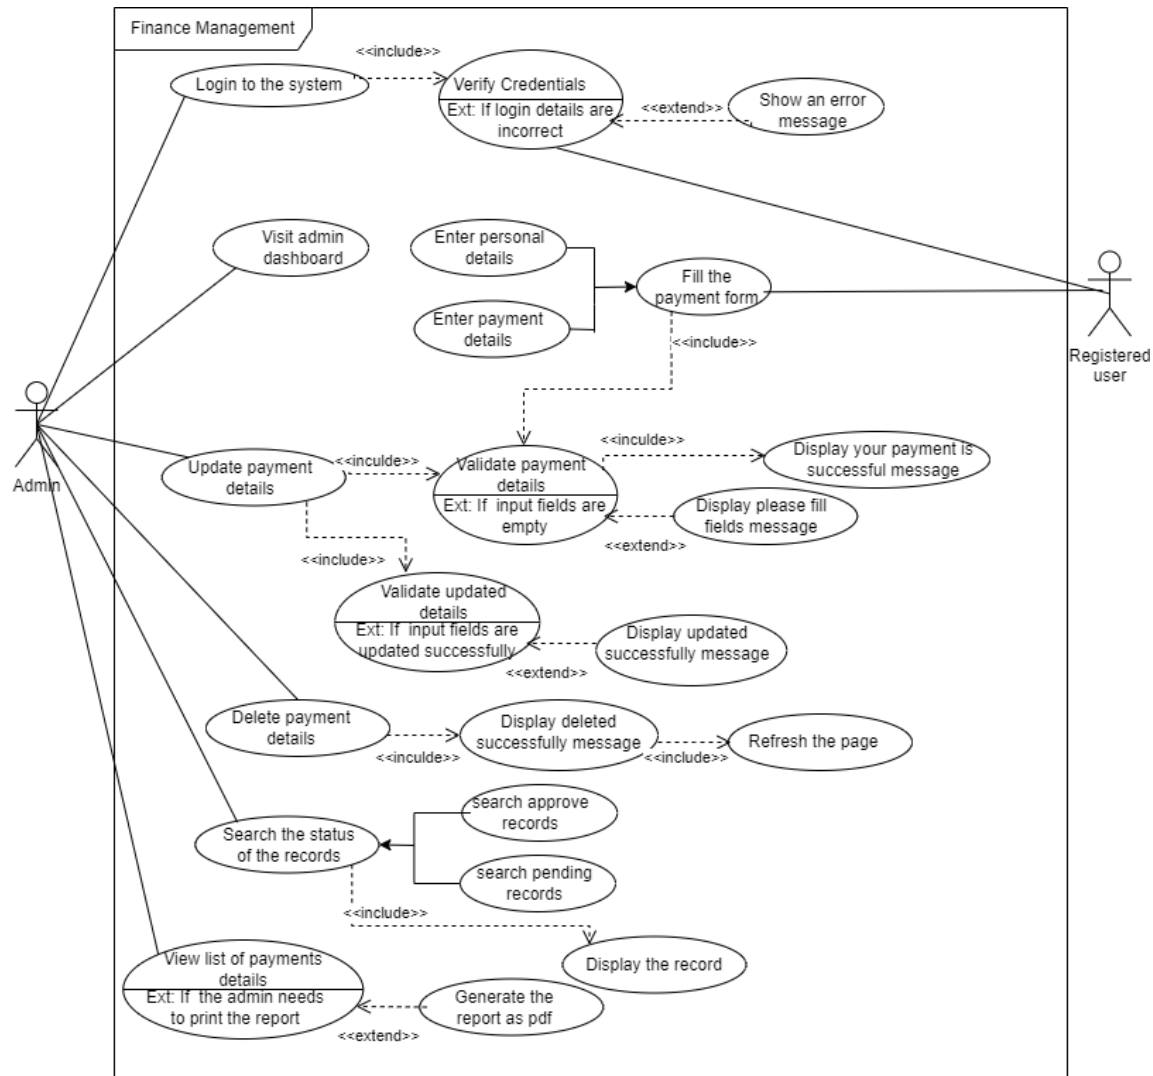 Finance Management
<<include>>
Login to the system
Verify Credentials
Ext: If login details are
incorrect
<<extend>>
Show an error
message
Visit admin
dashboard
Enter personal
details
Fill the
payment form
Enter payment
details
<<include>>
Registered
user
Admin
Update payment
details
<<inculde>>
Validate payment
details
Ext: If input fields are
empty
<<inculde>>
Display your payment is
successful message
Display please fill
fields message
<<extend>>
<<include>>
Validate updated
details
Ext: If input fields are
updated successfully
Display updated
successfully message
<<extend>>
Delete payment
details
<<inculde>>
Display deleted
successfully message
<<include>>
Refresh the page
search approve
records
Search the status
of the records
search pending
records
<<include>>
Display the record
View list of payments
details
Ext: If the admin needs
to print the report
Generate the
report as pdf
<<extend>>